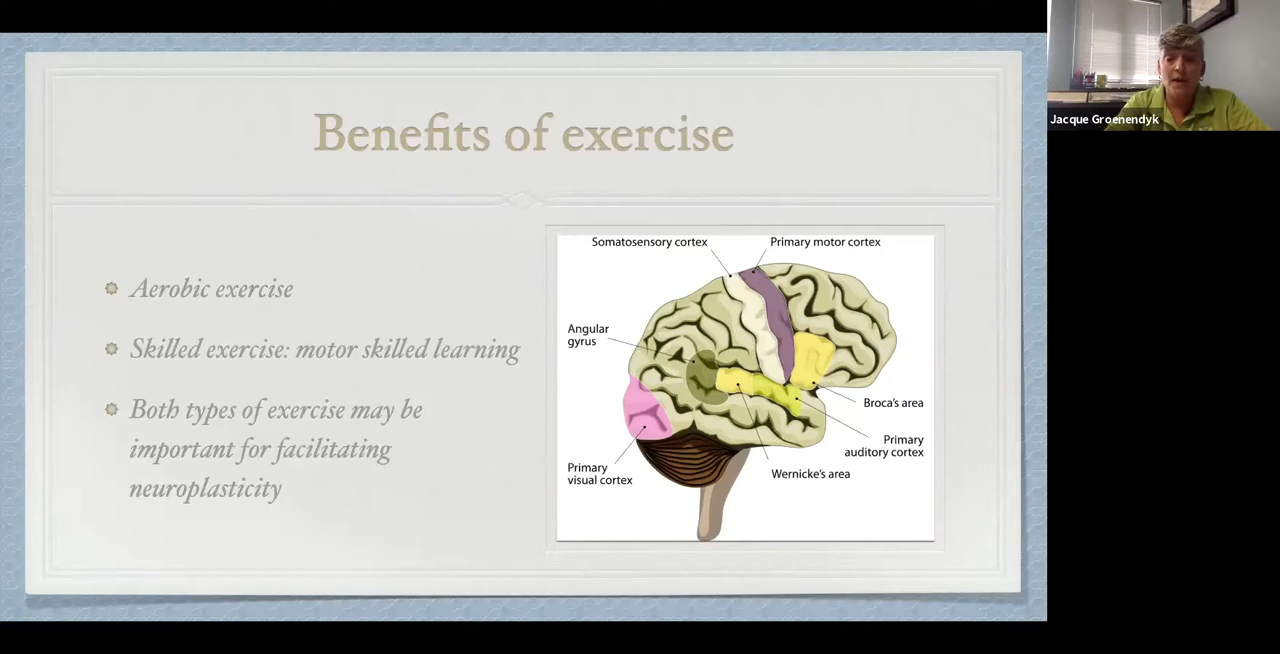 Benefits of exercise
Aerobic exercise
Skilled exercise: motor skilled learning
Both types of exercise may be
important for facilitating
neuroplasticity
Somatosensory cortex
Primary motor cortex
Angular
gyrus
Broca's area
Primary
auditory cortex
Wernicke's area
Primary
visual cortex
Jacque Groenendyk